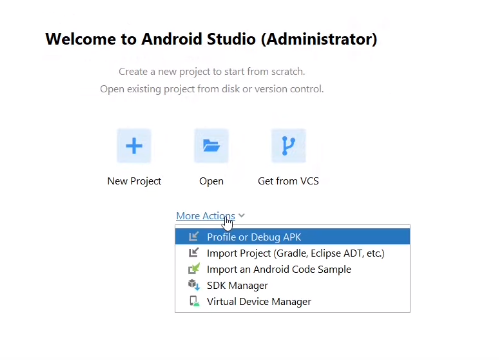 Welcome to Android Studio (Administrator)
Create a new project to start from scratch.
Open existing project from disk or version control.
New Project
Open
Get from VCS
More Actions
Profile or Debug APK
Import Project (Gradle, Eclipse ADT, etc.)
Import an Android Code Sample
SDK Manager
Virtual Device Manager